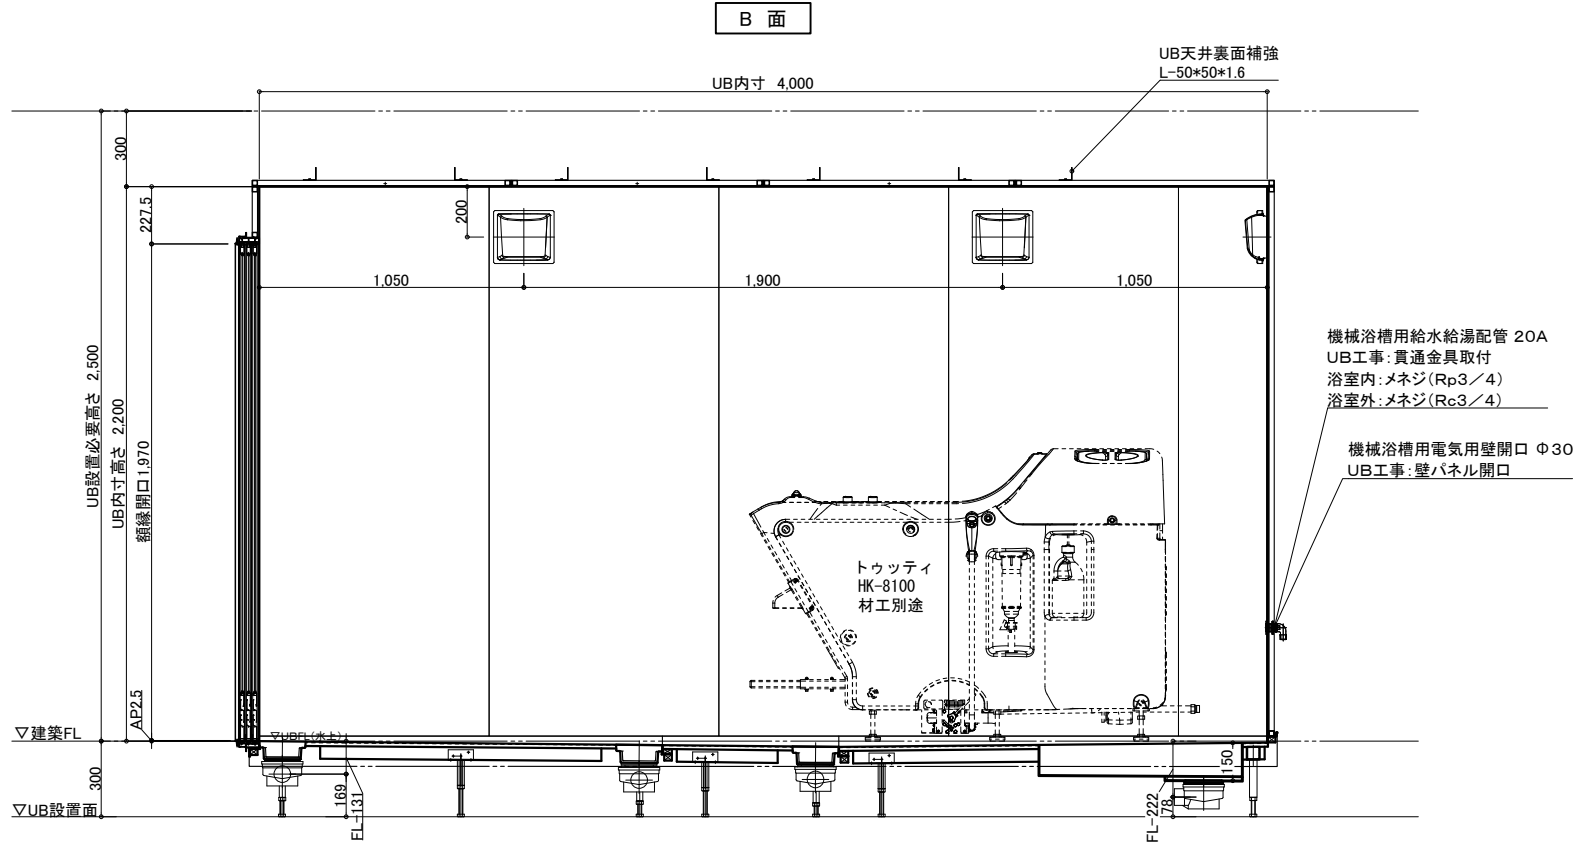 B 面
UB天井裏面補強
L-50*50*1.6
UB内寸 4,000
300
227.5
200
1,050
1,900
1,050
UB設置必要高さ 2,500
UB内寸高さ 2,200
額縁開口1,970
機械浴槽用給水給湯配管 20A
UB工事:貫通金具取付
浴室内:メネジ(Rp3/4)
浴室外:メネジ(Rc3/4)
機械浴槽用電気用壁開口 Φ30
UB工事:壁パネル開口
トゥッティ
HK-8100
材工別途
AP2.5
▽建築FL
▽UBFL(水上)
300
169
FL-131
150
FL-222
78
▽UB設置面